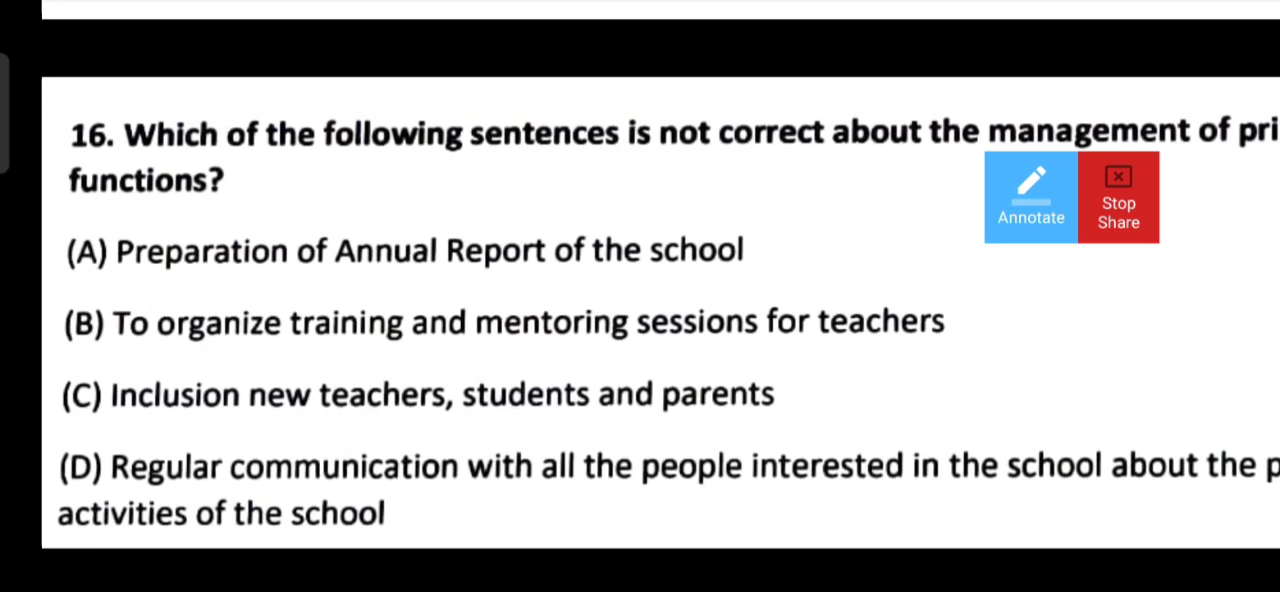 16. Which of the following sentences is not correct about the management of pri
functions?
Annotate
Stop
Share
(A) Preparation of Annual Report of the school
(B) To organize training and mentoring sessions for teachers
(C) Inclusion new teachers, students and parents
(D) Regular communication with all the people interested in the school about the p
activities of the school